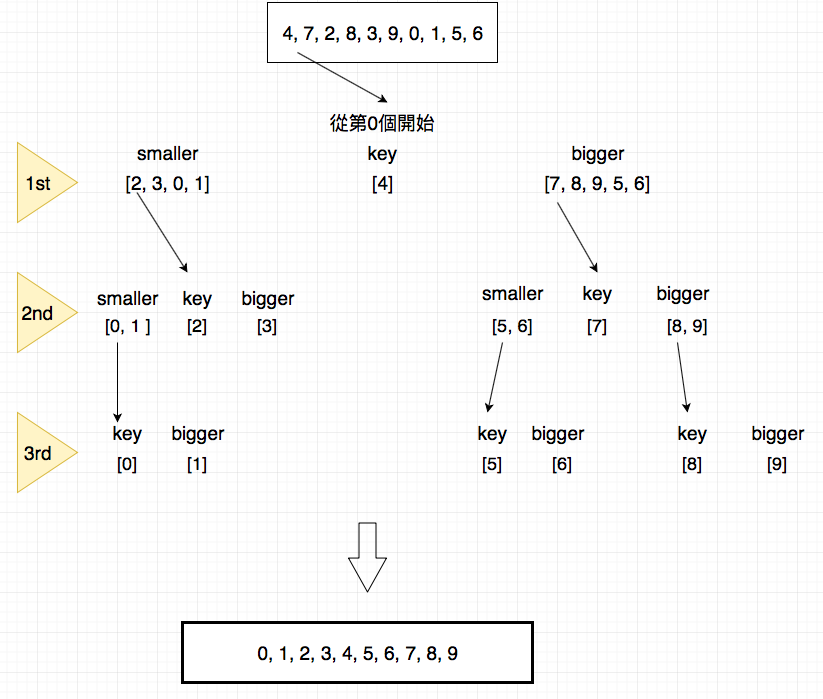 4, 7, 2, 8, 3, 9, 0, 1, 5, 6
從第0個開始
smaller key bigger
1st [2, 3, 0, 1] [4] [7, 8, 9, 5, 6]
smaller key bigger smaller key bigger
2nd [0, 1 ] [2] [3] [5, 6] [7] [8, 9]
key bigger key bigger key bigger
3rd [0] [1] [5] [6] [8] [9]
0, 1, 2, 3, 4, 5, 6, 7, 8, 9